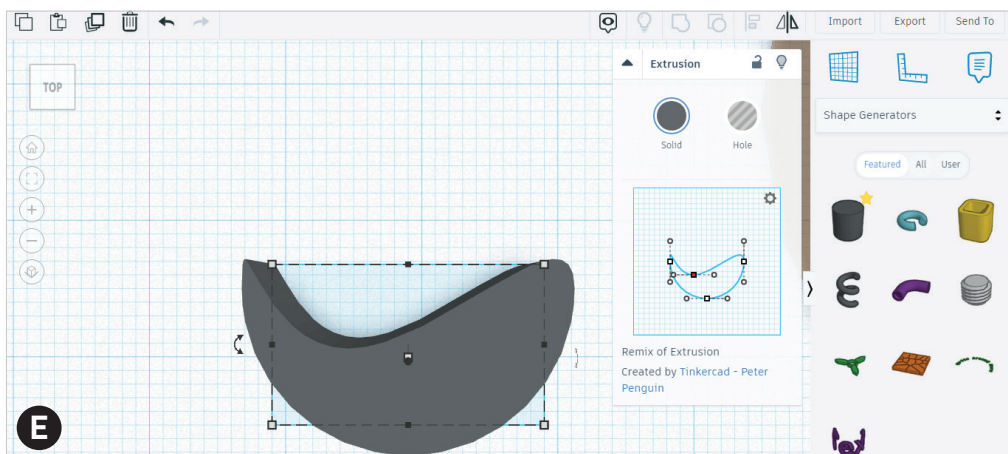 Import Export Send To
TOP
Extrusion
Solid Hole
Shape Generators
Featured All User
Remix of Extrusion
Created by Tinkercad - Peter
Penguin
E